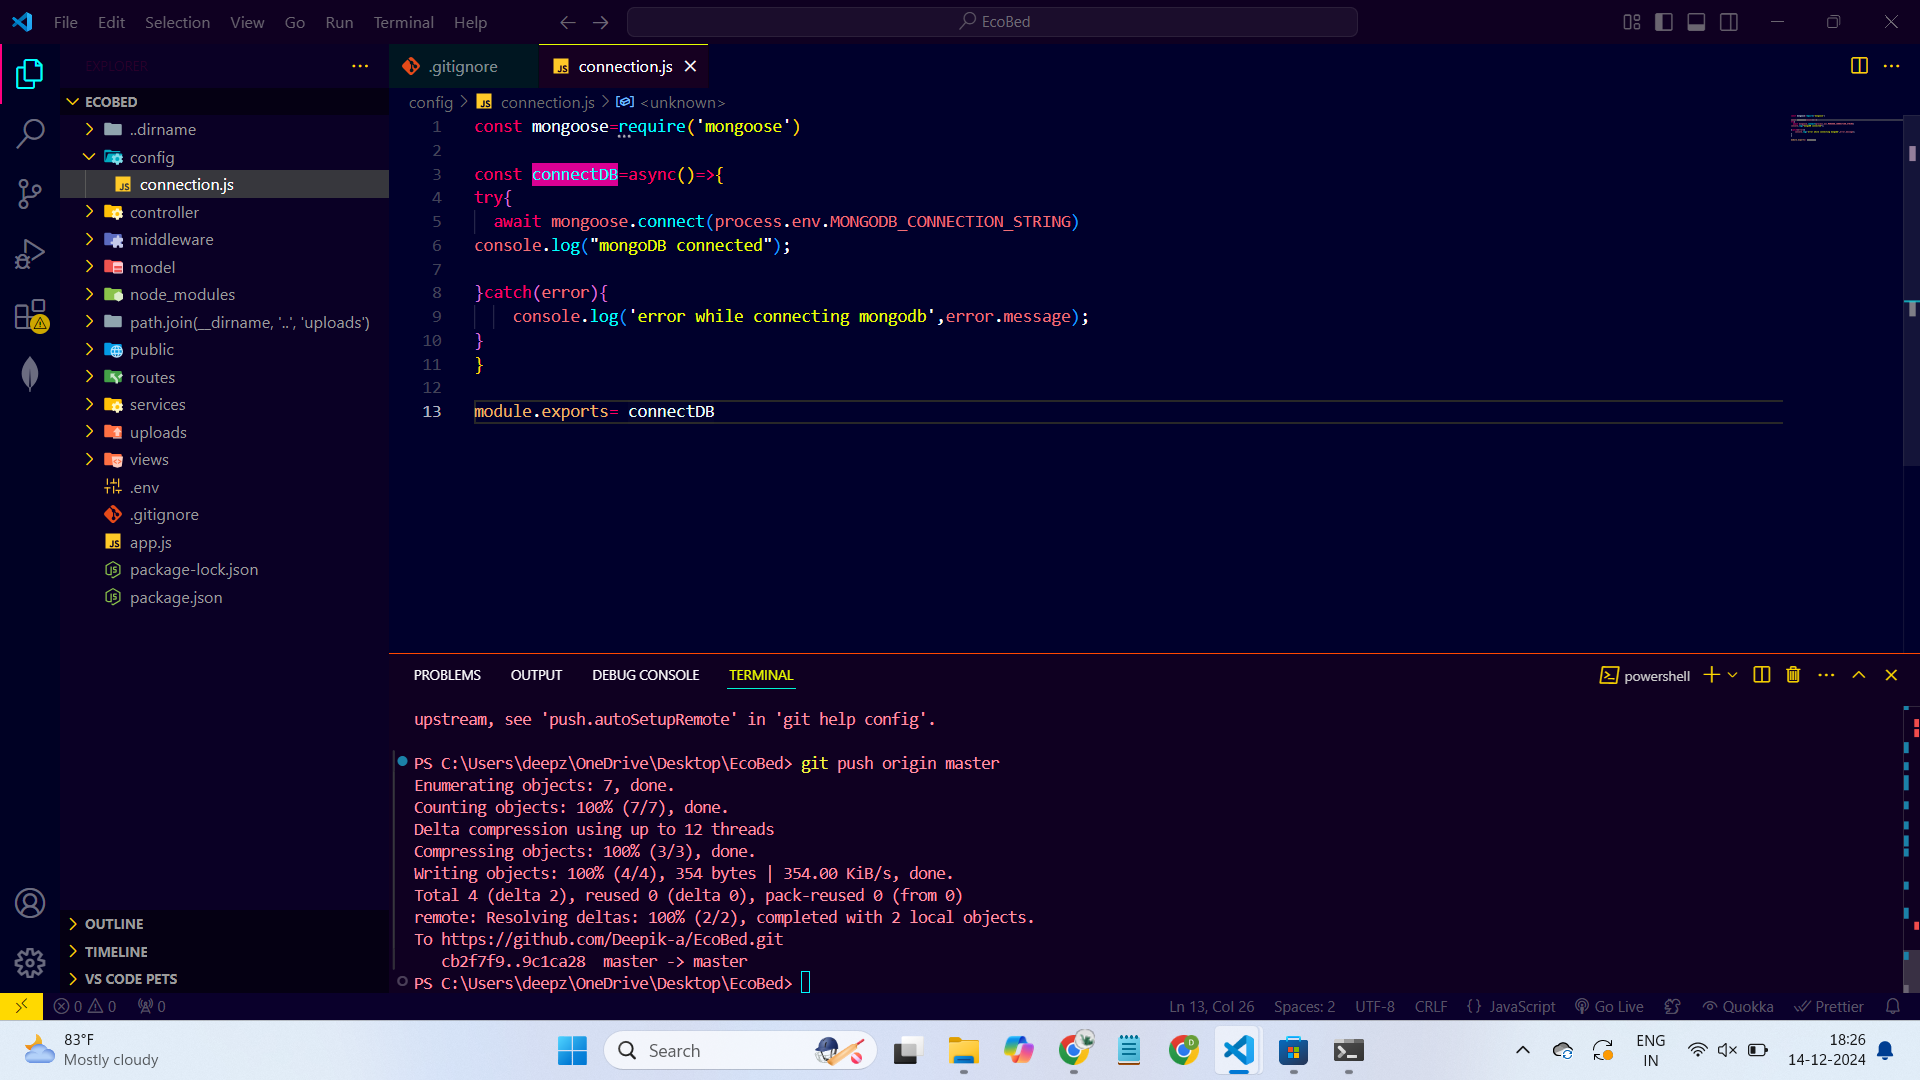 File Edit Selection View Go Run Terminal Help
EcoBed
EXPLORER
ECOBED
..dirname
config
connection.js
controller
middleware
model
node_modules
path.join(__dirname, '..', 'uploads')
public
routes
services
uploads
views
.env
.gitignore
app.js
package-lock.json
package.json
OUTLINE
TIMELINE
VS CODE PETS
.gitignore
connection.js
config > connection.js > <unknown>
1 const mongoose=require('mongoose')
2
3 const connectDB=async()=>{
4 try{
5 await mongoose.connect(process.env.MONGODB_CONNECTION_STRING)
6 console.log("mongoDB connected");
7
8 }catch(error){
9 console.log('error while connecting mongodb',error.message);
10 }
11 }
12
13 module.exports= connectDB
PROBLEMS OUTPUT DEBUG CONSOLE TERMINAL
powershell
upstream, see 'push.autoSetupRemote' in 'git help config'.
PS C:\Users\deepz\OneDrive\Desktop\EcoBed> git push origin master
Enumerating objects: 7, done.
Counting objects: 100% (7/7), done.
Delta compression using up to 12 threads
Compressing objects: 100% (3/3), done.
Writing objects: 100% (4/4), 354 bytes | 354.00 KiB/s, done.
Total 4 (delta 2), reused 0 (delta 0), pack-reused 0 (from 0)
remote: Resolving deltas: 100% (2/2), completed with 2 local objects.
To https://github.com/Deepik-a/EcoBed.git
cb2f7f9..9c1ca28 master -> master
PS C:\Users\deepz\OneDrive\Desktop\EcoBed>
0 0 0
Ln 13, Col 26 Spaces: 2 UTF-8 CRLF {} JavaScript Go Live Quokka Prettier
83°F
Mostly cloudy
Search
ENG
IN
18:26
14-12-2024